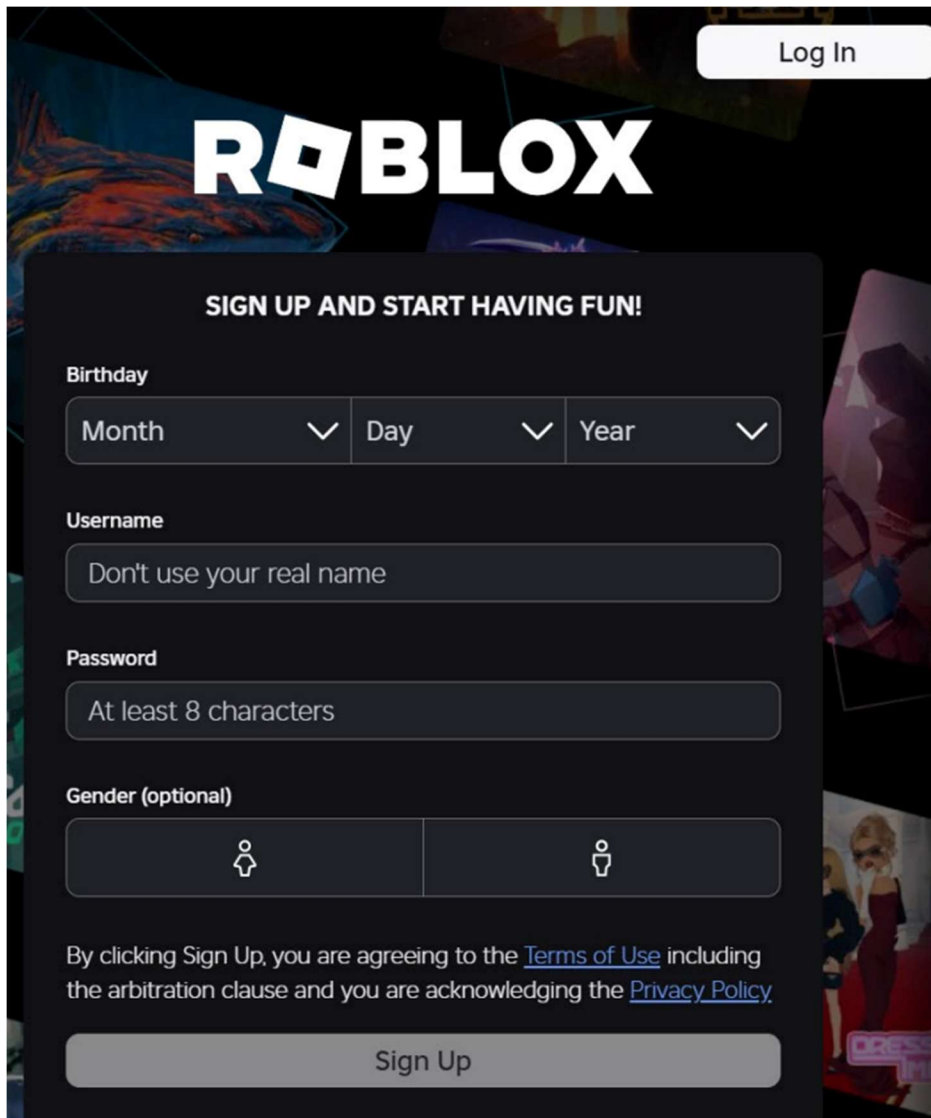 Log In
ROBLOX
SIGN UP AND START HAVING FUN!
Birthday
Month Day Year
Username
Don't use your real name
Password
At least 8 characters
Gender (optional)
By clicking Sign Up, you are agreeing to the Terms of Use including
the arbitration clause and you are acknowledging the Privacy Policy
Sign Up
DRESS